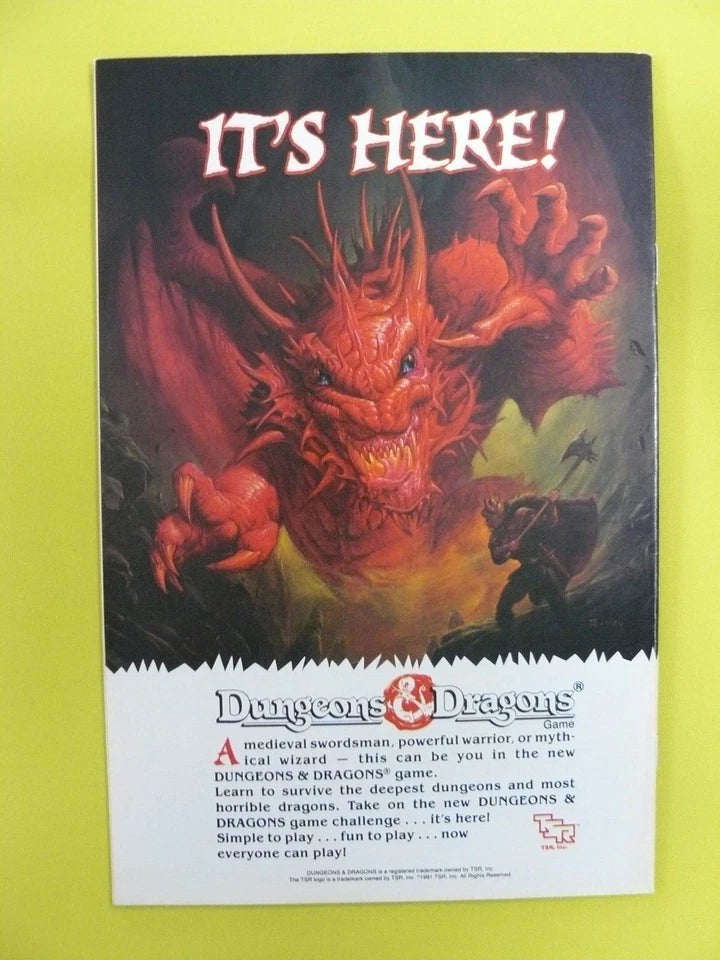 IT'S HERE!
Dungeons & Dragons®
Game
A medieval swordsman, powerful warrior, or myth-
ical wizard — this can be you in the new
DUNGEONS & DRAGONS® game.
Learn to survive the deepest dungeons and most
horrible dragons. Take on the new DUNGEONS &
DRAGONS game challenge . . . it's here!
Simple to play . . . fun to play . . . now
everyone can play!
TSR
TSR, Inc.
DUNGEONS & DRAGONS is a registered trademark owned by TSR, Inc.
The TSR logo is a trademark owned by TSR, Inc. ©1991 TSR, Inc. All Rights Reserved.